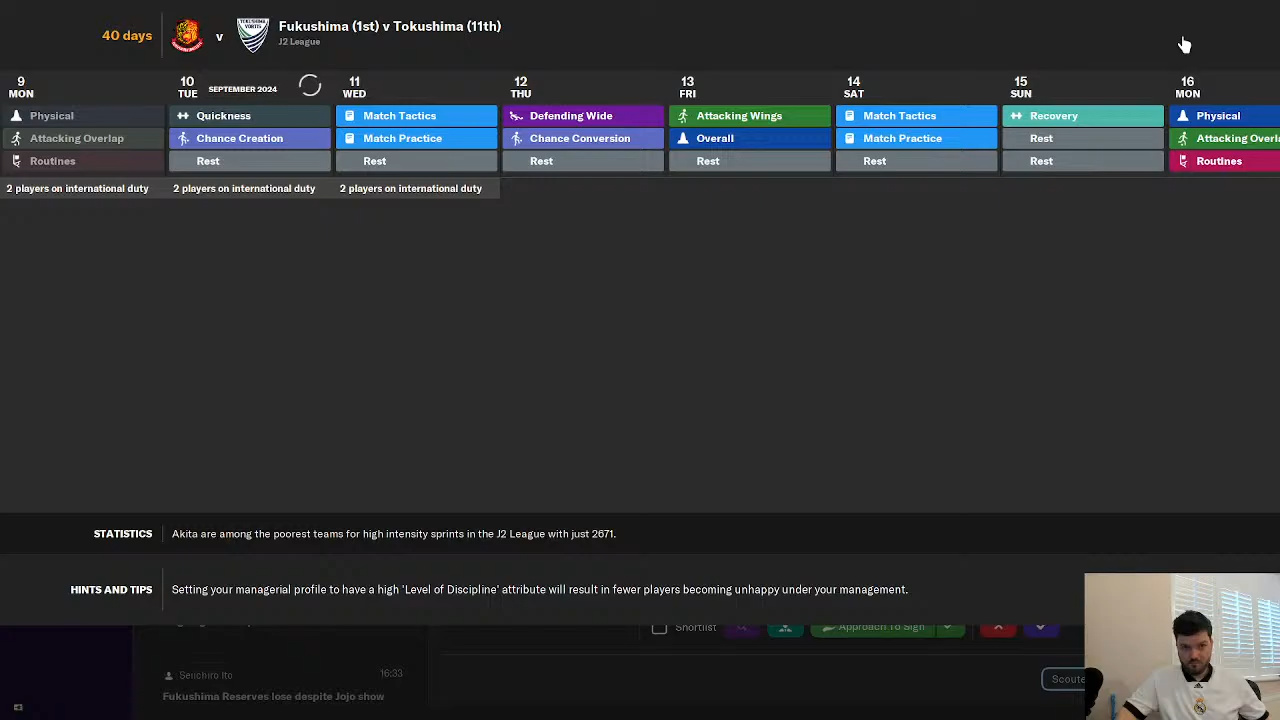 40 days
v
TOKUSHIMA
VORTIS
Fukushima (1st) v Tokushima (11th)
J2 League
9
MON
10
TUE
SEPTEMBER 2024
11
WED
12
THU
13
FRI
14
SAT
15
SUN
16
MON
Physical
Quickness
Match Tactics
Defending Wide
Attacking Wings
Match Tactics
Recovery
Physical
Attacking Overlap
Chance Creation
Match Practice
Chance Conversion
Overall
Match Practice
Rest
Attacking Overl
Routines
Rest
Rest
Rest
Rest
Rest
Rest
Routines
2 players on international duty
2 players on international duty
2 players on international duty
STATISTICS
Akita are among the poorest teams for high intensity sprints in the J2 League with just 2671.
HINTS AND TIPS
Setting your managerial profile to have a high 'Level of Discipline' attribute will result in fewer players becoming unhappy under your management.
Shortlist
Approach To Sign
Seiichiro Ito
16:33
Fukushima Reserves lose despite Jojo show
Scoute